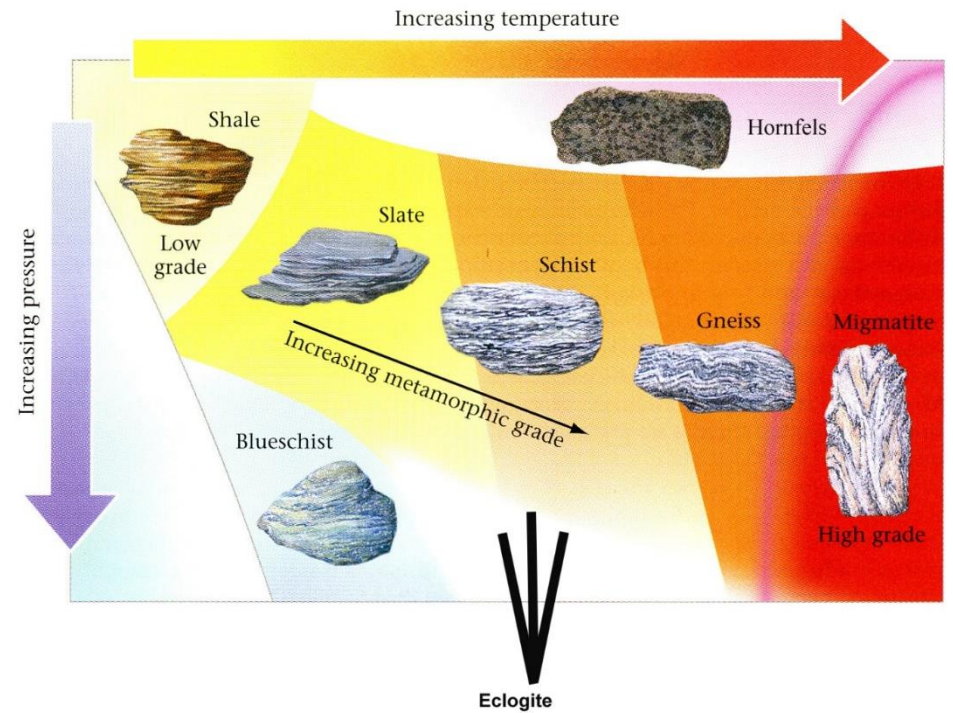 Increasing temperature
Shale
Hornfels
Slate
Low
grade
Schist
Increasing pressure
Gneiss
Migmatite
Increasing metamorphic grade
Blueschist
High grade
Eclogite